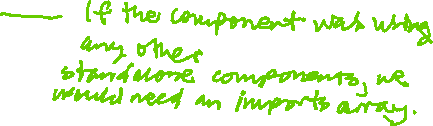 If the component was using
any other
standalone components, we
would need an imports array.